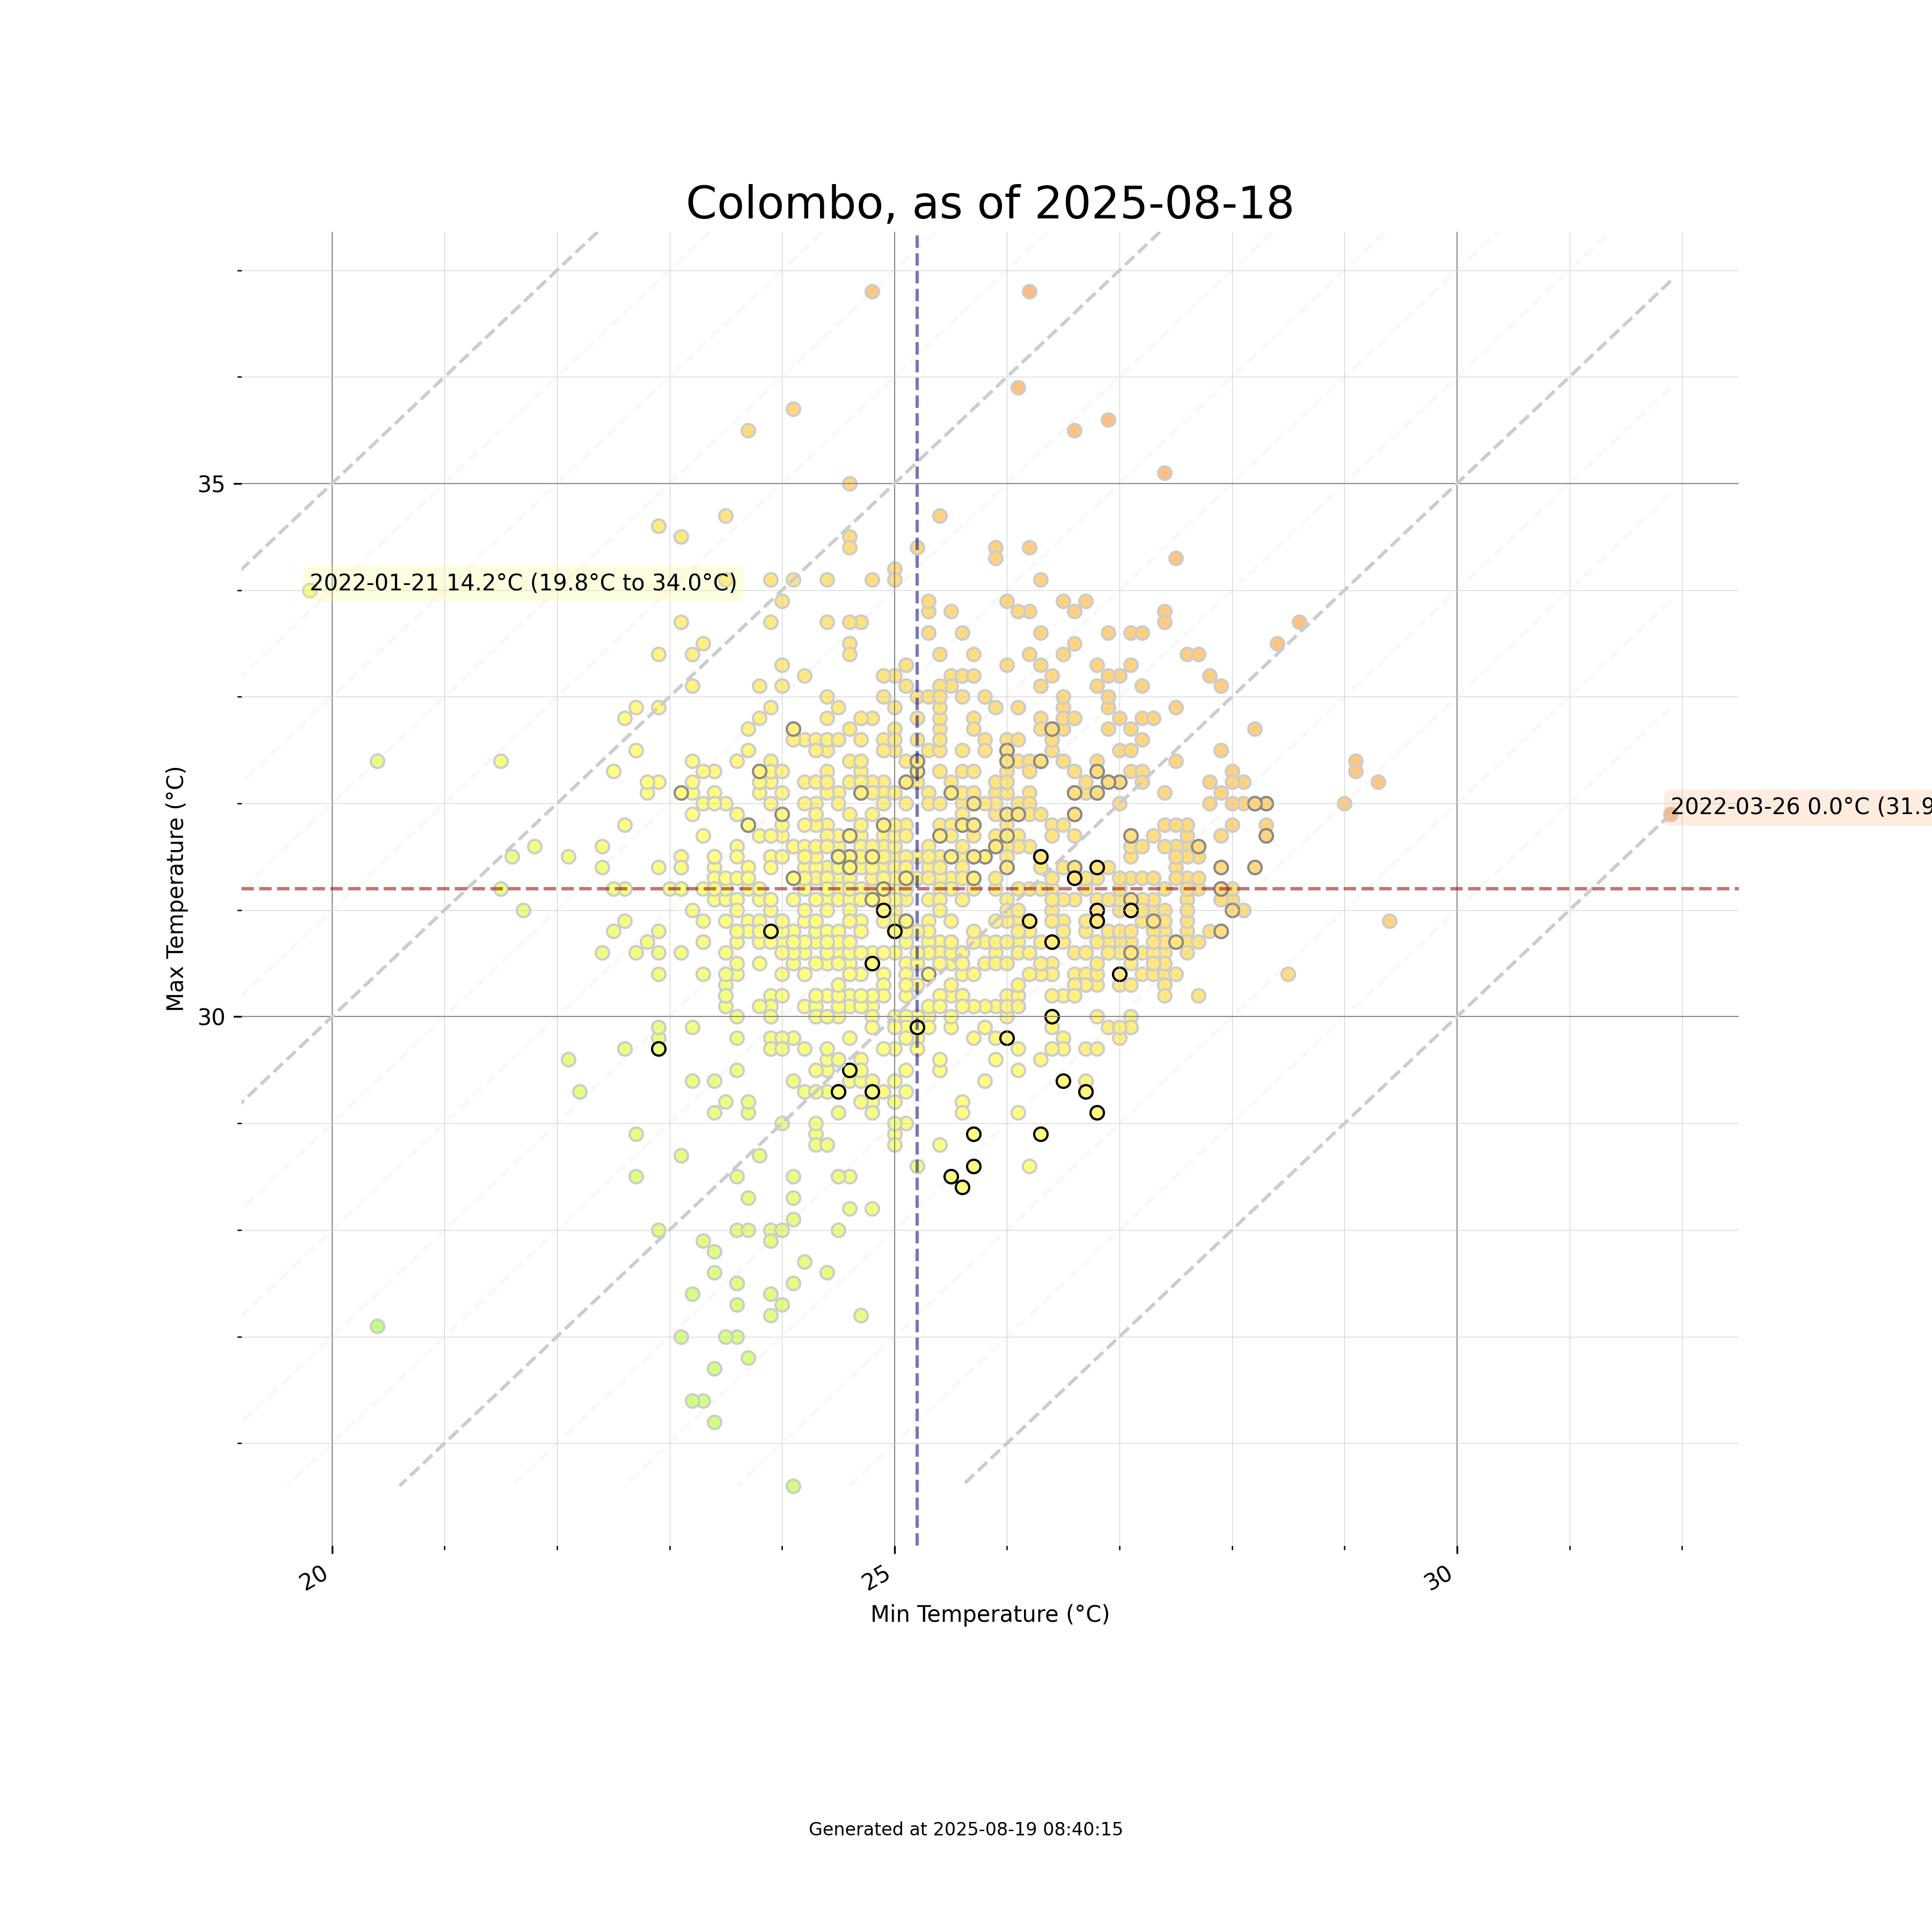 Colombo, as of 2025-08-18
35
2022-01-21 14.2°C (19.8°C to 34.0°C)
2022-03-26 0.0°C (31.9
Max Temperature (°C)
30
20
25
30
Min Temperature (°C)
Generated at 2025-08-19 08:40:15